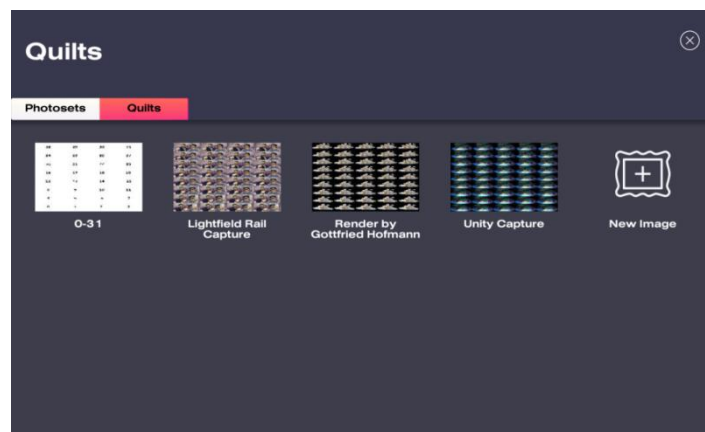 Quilts
Photosets
Quilts
0-31
Lightfield Rail
Capture
Render by
Gottfried Hofmann
Unity Capture
New Image